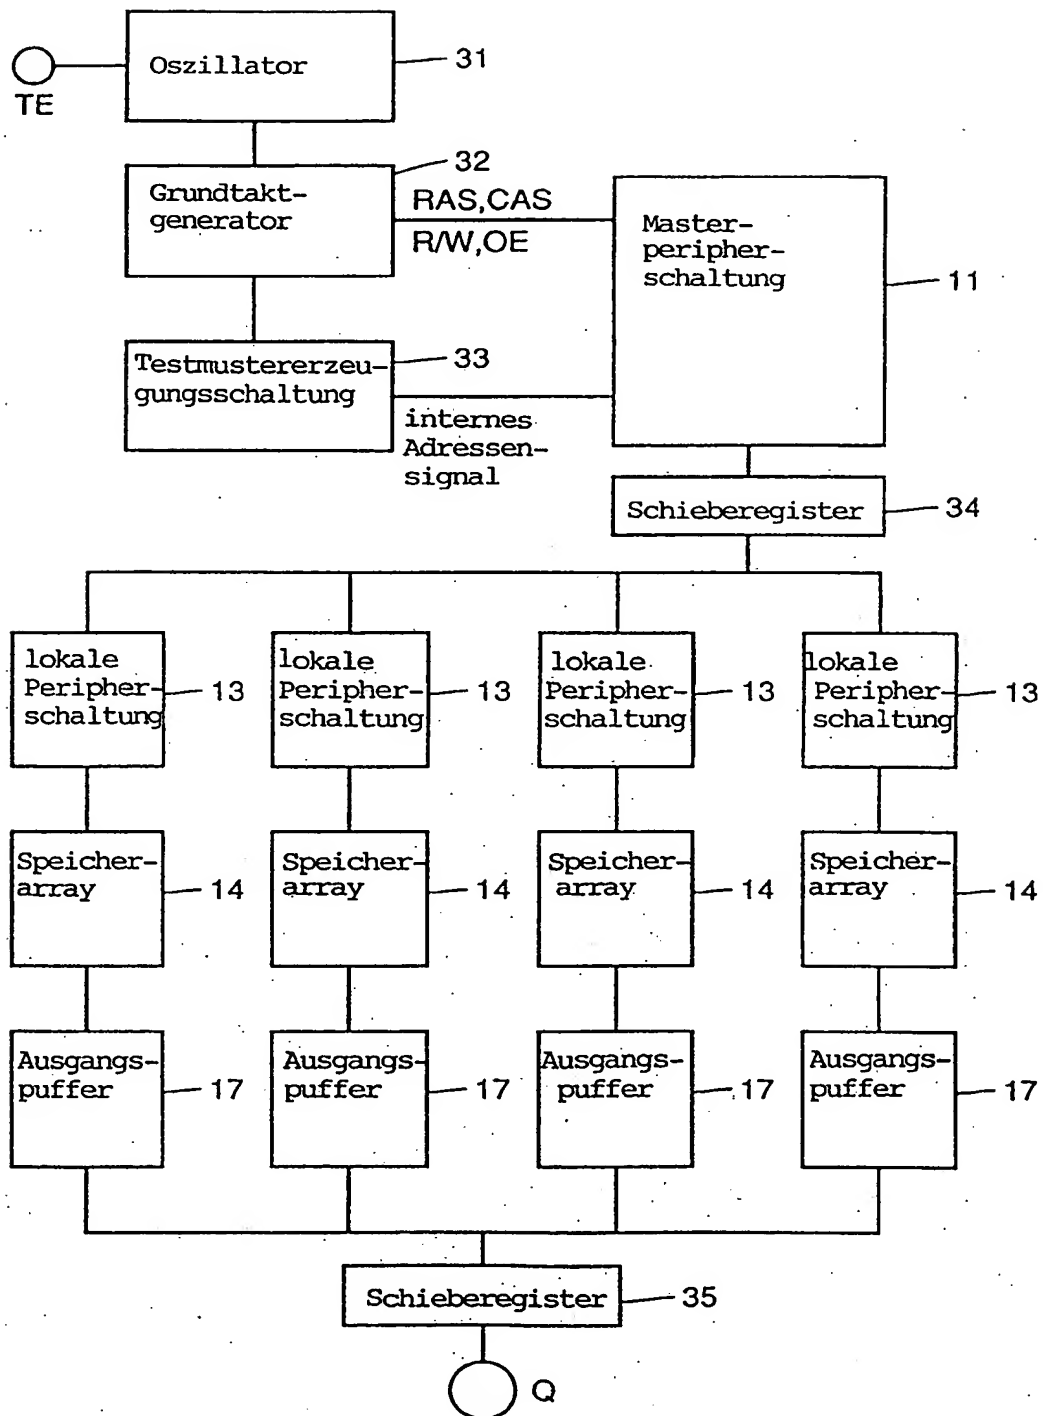 Oszillator
31
TE
32
Grundtakt-
generator
RAS,CAS
R/W,OE
Master-
peripher-
schaltung
11
33
Testmustererzeu-
gungsschaltung
internes
Adressen-
signal
Schieberegister
34
lokale
Peripher-
schaltung
13
lokale
Peripher-
schaltung
13
lokale
Peripher-
schaltung
13
lokale
Peripher-
schaltung
13
Speicher-
array
14
Speicher-
array
14
Speicher-
array
14
Speicher-
array
14
Ausgangs-
puffer
17
Ausgangs-
puffer
17
Ausgangs-
puffer
17
Ausgangs-
puffer
17
Schieberegister
35
Q